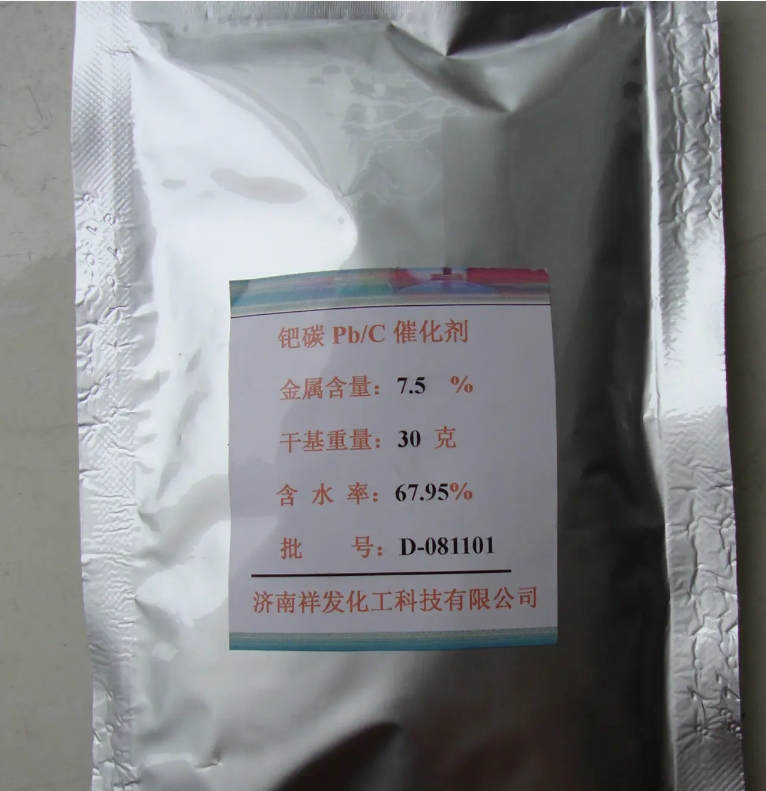 钯碳 Pb/C 催化剂
金属含量：7.5 %
干基重量：30 克
含 水 率：67.95%
批 号：D-081101
济南祥发化工科技有限公司